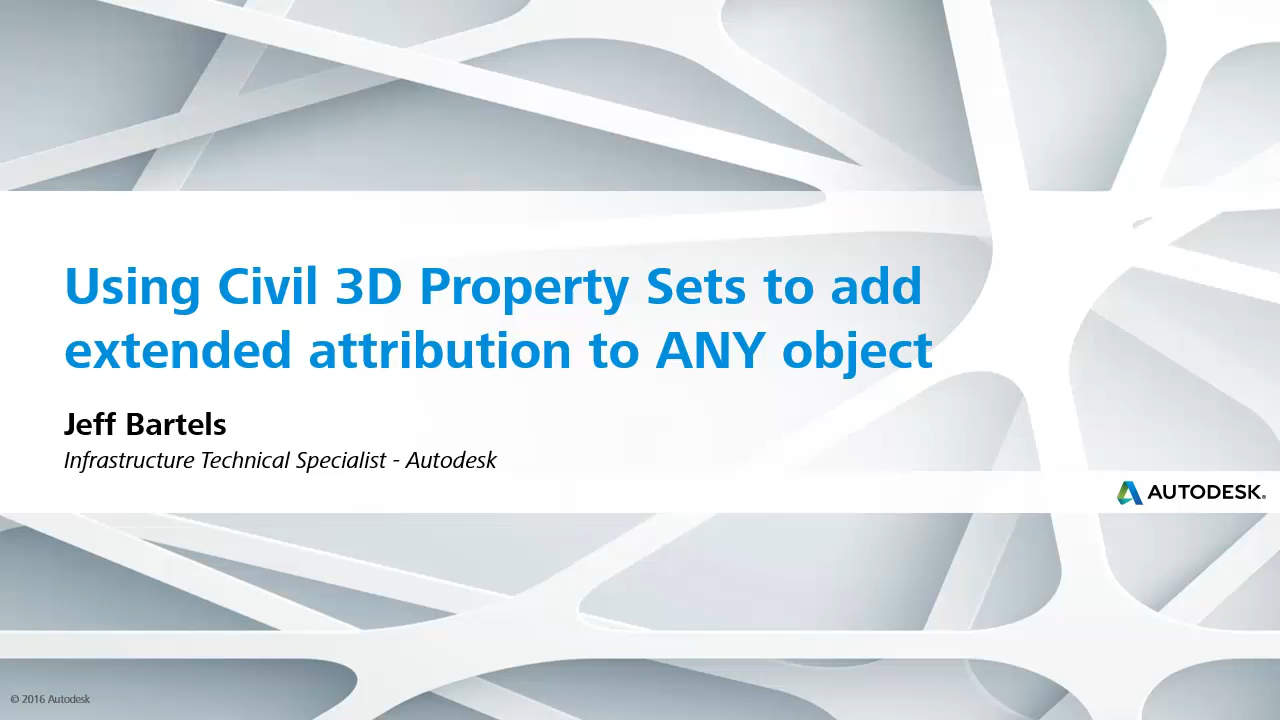 Using Civil 3D Property Sets to add
extended attribution to ANY object
Jeff Bartels
Infrastructure Technical Specialist - Autodesk
AUTODESK®
© 2016 Autodesk